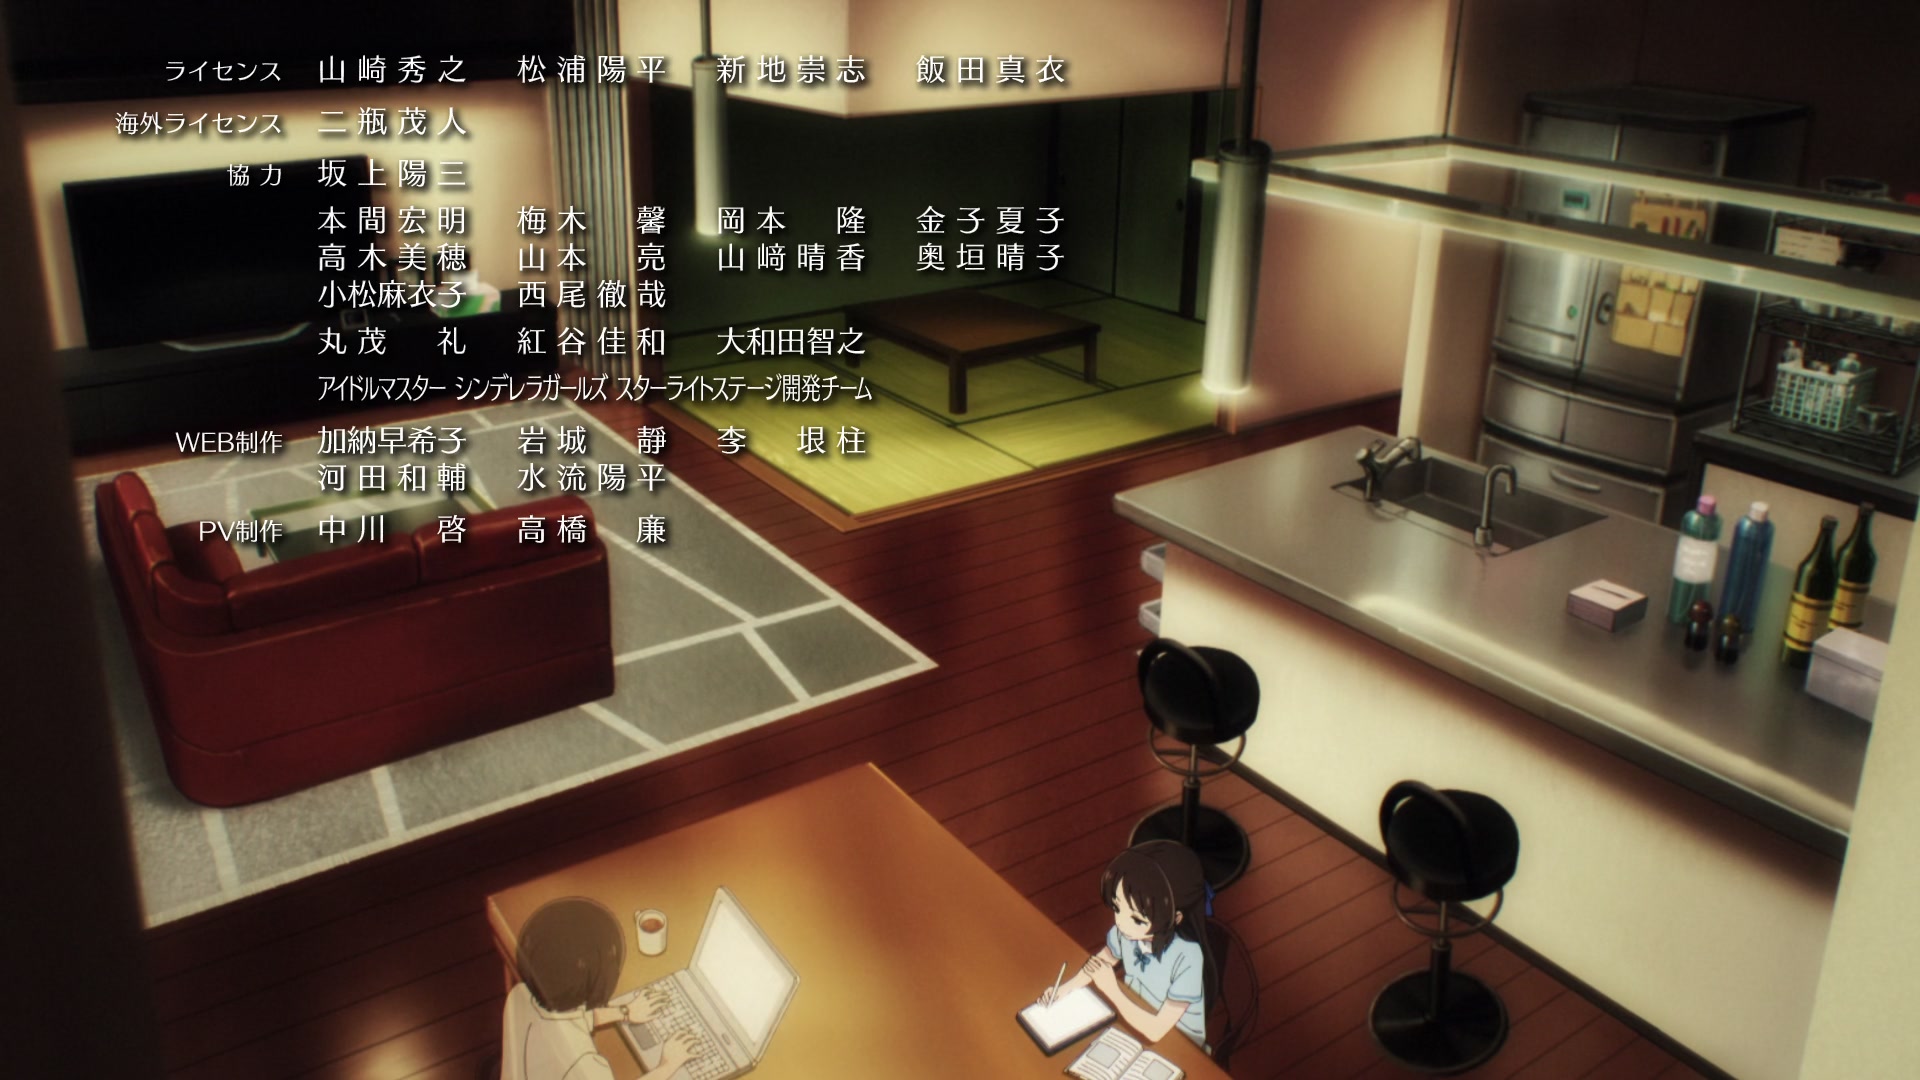 ライセンス 山崎秀之 松浦陽平 新地崇志 飯田真衣
海外ライセンス 二瓶茂人
協力 坂上陽三
本間宏明 梅木馨 岡本隆 金子夏子
高木美穂 山本亮 山﨑晴香 奥垣晴子
小松麻衣子 西尾徹哉
丸茂礼 紅谷佳和 大和田智之
アイドルマスター シンデレラガールズ スターライトステージ開発チーム
WEB制作 加納早希子 岩城靜 李垠柱
河田和輔 水流陽平
PV制作 中川啓 高橋廉